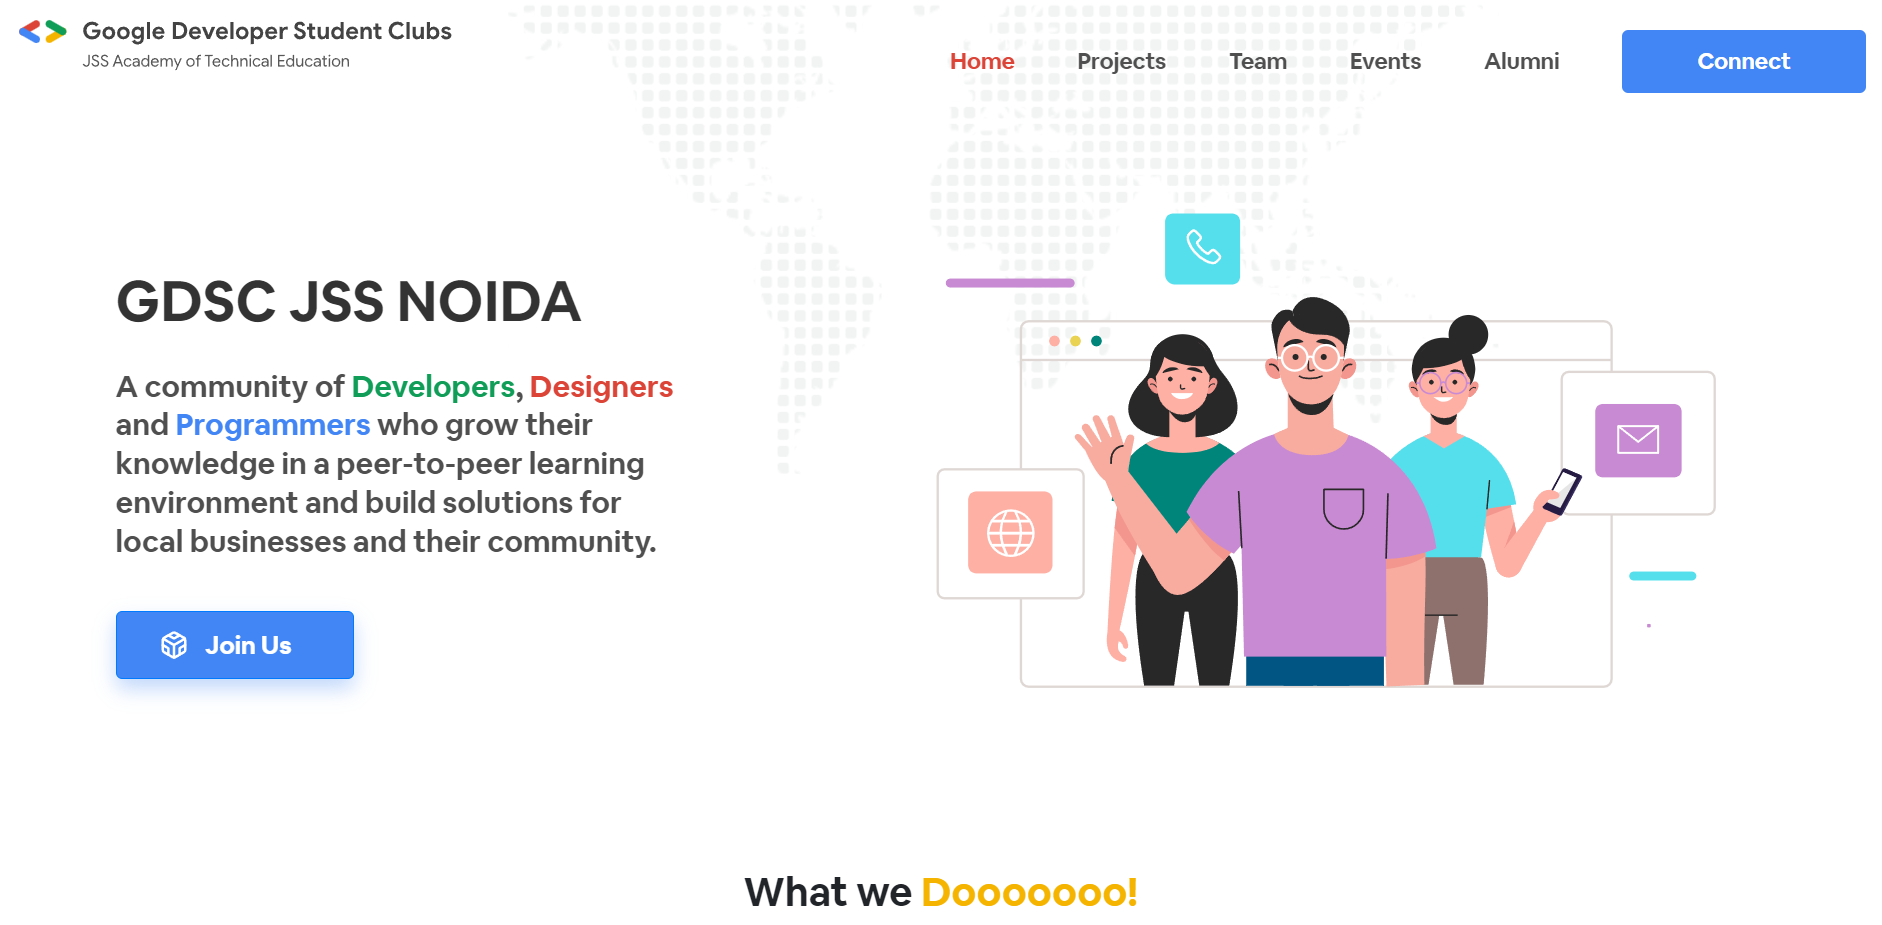 Google Developer Student Clubs
JSS Academy of Technical Education
Home Projects Team Events Alumni Connect
GDSC JSS NOIDA
A community of Developers, Designers
and Programmers who grow their
knowledge in a peer-to-peer learning
environment and build solutions for
local businesses and their community.
Join Us
What we Dooooooo!